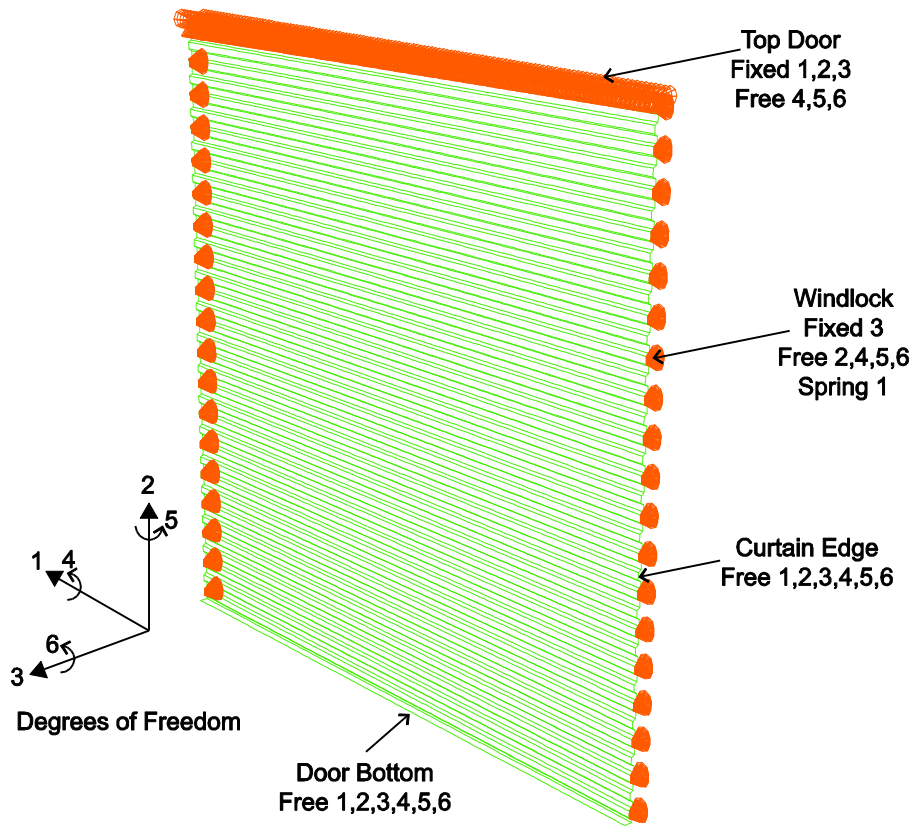 Top Door
Fixed 1,2,3
Free 4,5,6
Windlock
Fixed 3
Free 2,4,5,6
Spring 1
2
5
1 4
6
3
Curtain Edge
Free 1,2,3,4,5,6
Degrees of Freedom
Door Bottom
Free 1,2,3,4,5,6